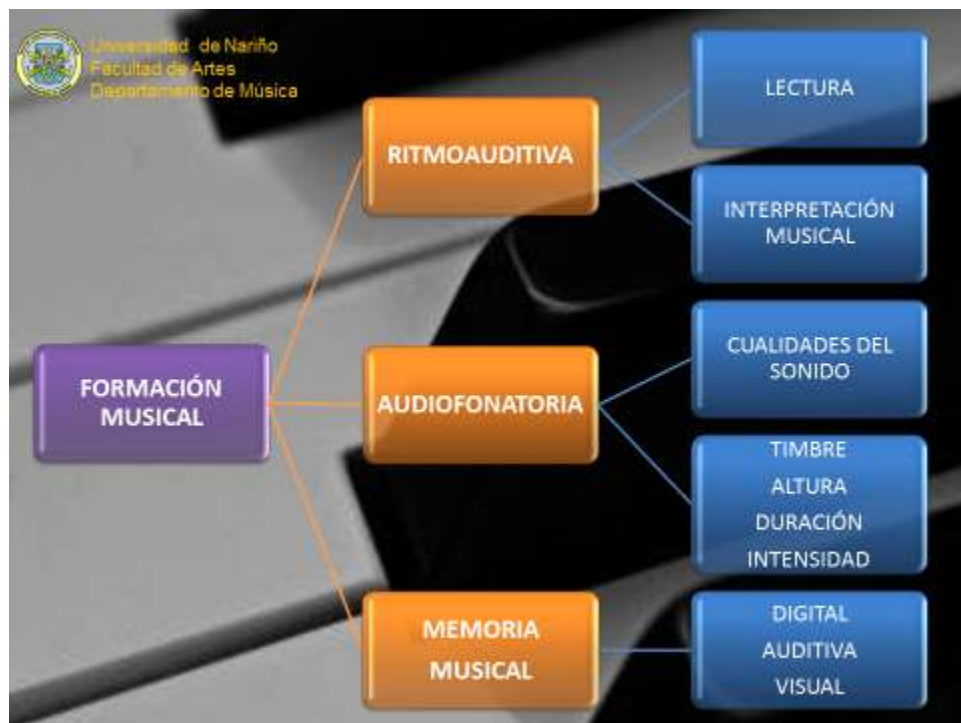 Universidad de Nariño
Facultad de Artes
Departamento de Música
FORMACIÓN
MUSICAL
RITMOAUDITIVA
LECTURA
INTERPRETACIÓN
MUSICAL
AUDIOFONATORIA
CUALIDADES DEL
SONIDO
TIMBRE
ALTURA
DURACIÓN
INTENSIDAD
MEMORIA
MUSICAL
DIGITAL
AUDITIVA
VISUAL